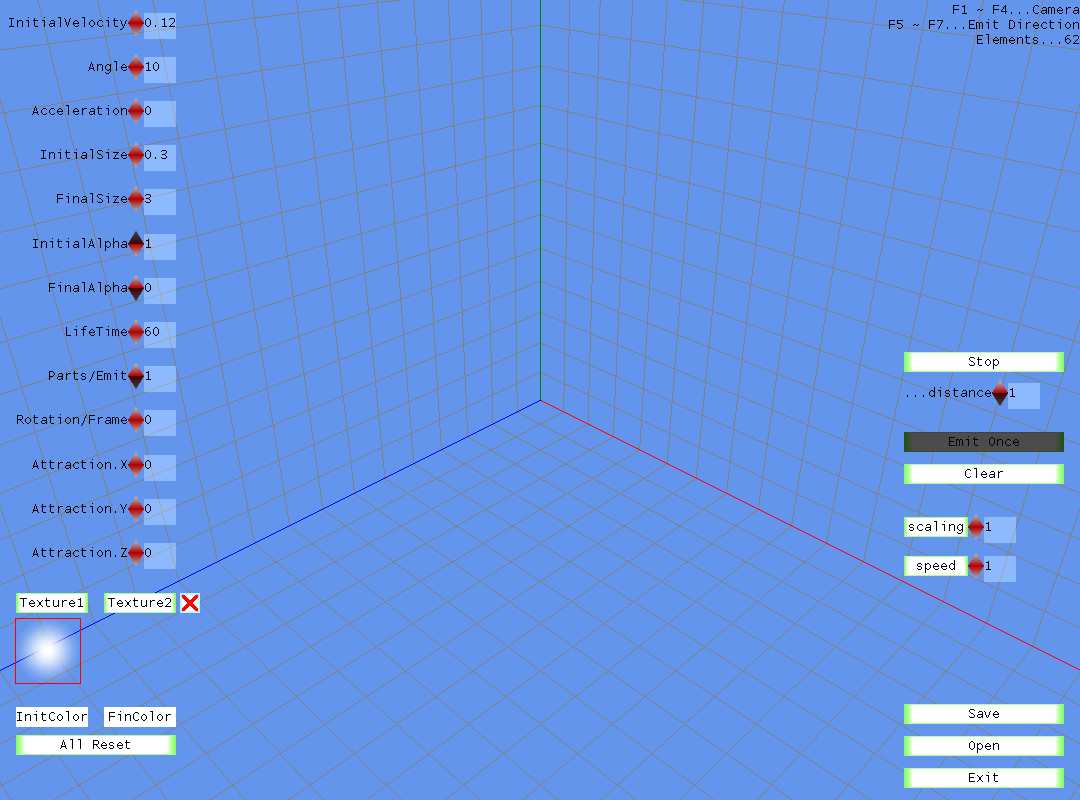 InitialVelocity 0.12
Angle 10
Acceleration 0
InitialSize 0.3
FinalSize 3
InitialAlpha 1
FinalAlpha 0
LifeTime 60
Parts/Emit 1
Rotation/Frame 0
Attraction.X 0
Attraction.Y 0
Attraction.Z 0
Texture1 Texture2
InitColor FinColor
All Reset
F1 ~ F4...Camera
F5 ~ F7...Emit Direction
Elements...62
Stop
...distance 1
Emit Once
Clear
scaling 1
speed 1
Save
Open
Exit